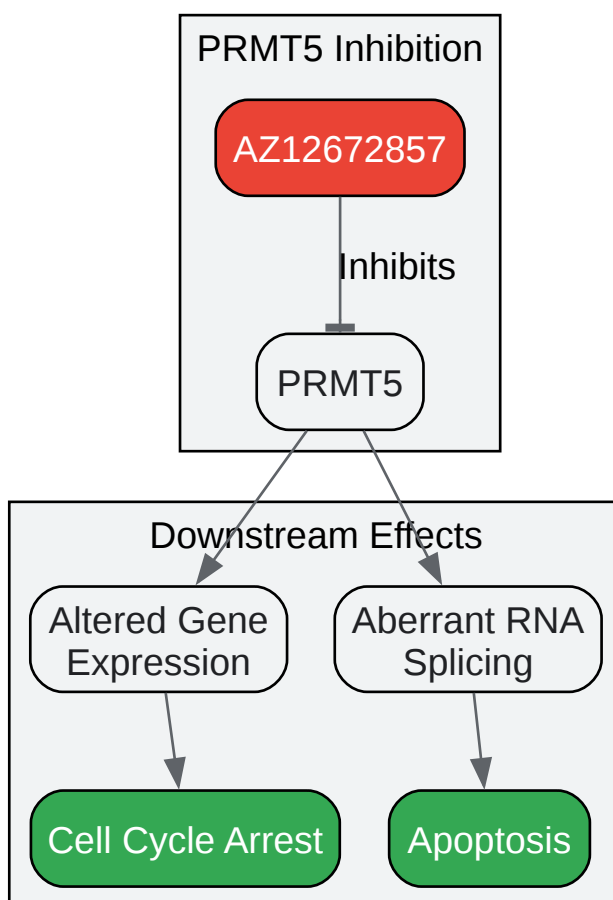 PRMT5 Inhibition
AZ12672857
Inhibits
PRMT5
Downstream Effects
Altered Gene
Expression
Aberrant RNA
Splicing
Cell Cycle Arrest
Apoptosis